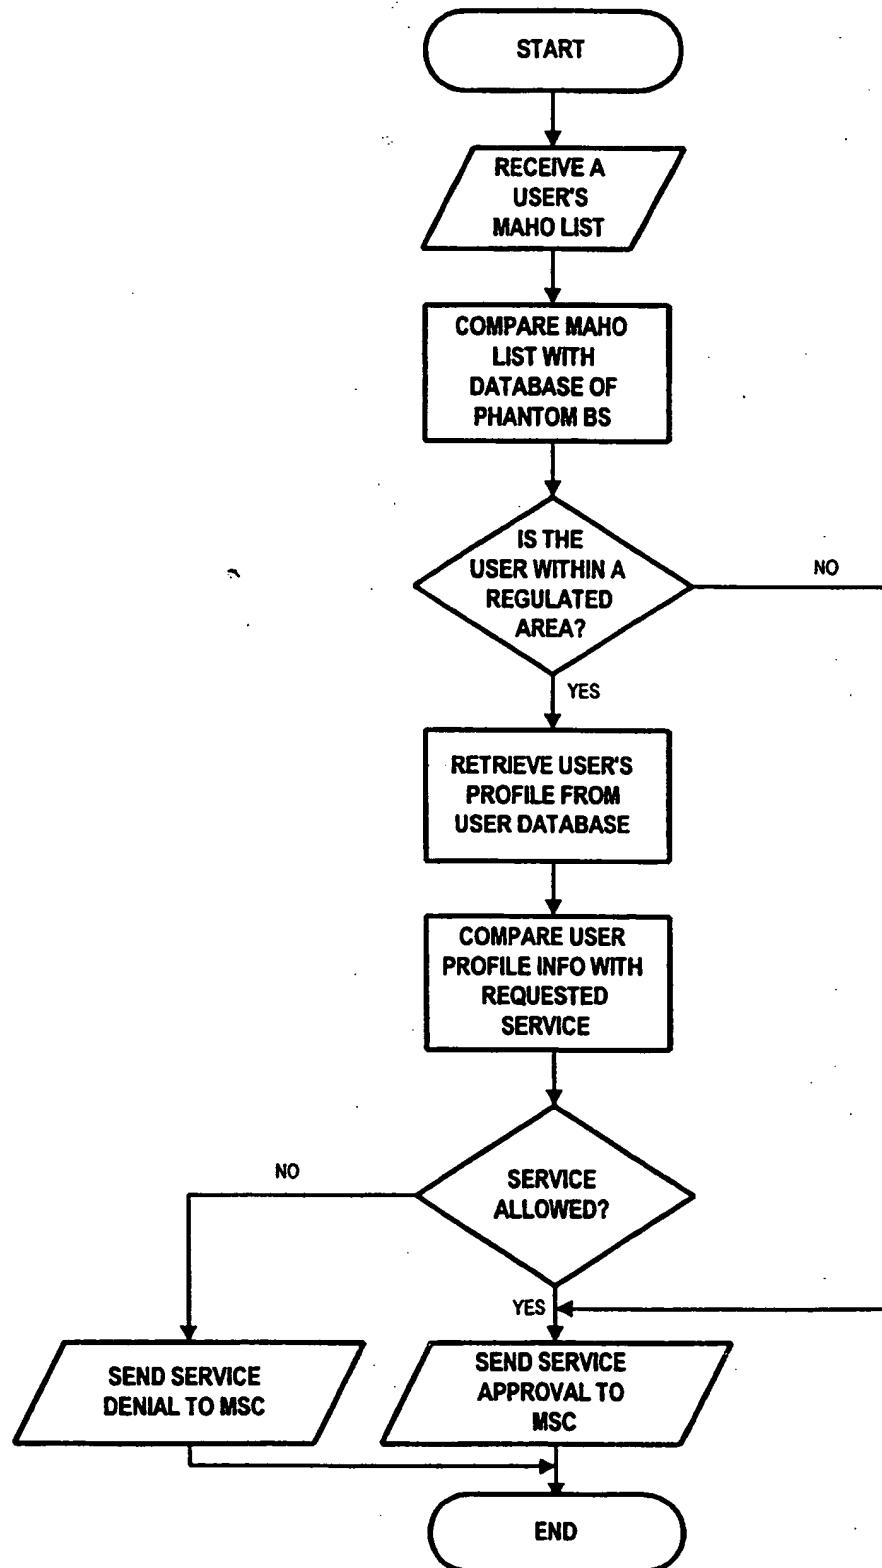 START
RECEIVE A
USER'S
MAHO LIST
COMPARE MAHO
LIST WITH
DATABASE OF
PHANTOM BS
IS THE
USER WITHIN A
REGULATED
AREA?
NO
YES
RETRIEVE USER'S
PROFILE FROM
USER DATABASE
COMPARE USER
PROFILE INFO WITH
REQUESTED
SERVICE
NO
SERVICE
ALLOWED?
YES
SEND SERVICE
DENIAL TO MSC
SEND SERVICE
APPROVAL TO
MSC
END